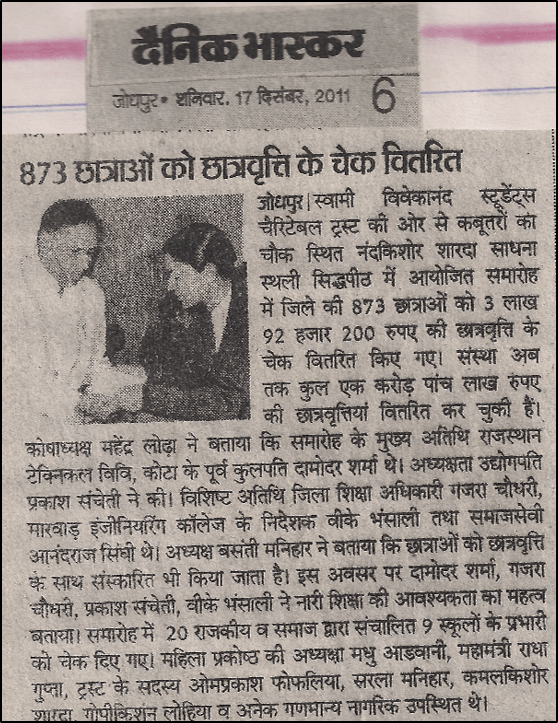 दैनिक भास्कर
जोधपुर • शनिवार, 17 दिसंबर, 2011 6
873 छात्राओं को छात्रवृत्ति के चेक वितरित
जोधपुर | स्वामी विवेकानंद स्टूडेंट्स
चैरिटेबल ट्रस्ट की ओर से कबूतरों का
चौक स्थित नंदकिशोर शारदा साधना
स्थली सिद्धपीठ में आयोजित समारोह
में जिले की 873 छात्राओं को 3 लाख
92 हजार 200 रुपए की छात्रवृत्ति के
चेक वितरित किए गए। संस्था अब
तक कुल एक करोड़ पांच लाख रुपए
की छात्रवृत्तियां वितरित कर चुकी हैं।
कोषाध्यक्ष महेंद्र लोढ़ा ने बताया कि समारोह के मुख्य अतिथि राजस्थान
टेक्निकल विवि, कोटा के पूर्व कुलपति दामोदर शर्मा थे। अध्यक्षता उद्योगपति
प्रकाश संचेती ने की। विशिष्ट अतिथि जिला शिक्षा अधिकारी गजरा चौधरी,
मारवाड़ इंजीनियरिंग कॉलेज के निदेशक वीके भंसाली तथा समाजसेवी
आनंदराज सिंघी थे। अध्यक्ष बसंती मनिहार ने बताया कि छात्राओं को छात्रवृत्ति
के साथ संस्कारित भी किया जाता है। इस अवसर पर दामोदर शर्मा, गजरा
चौधरी, प्रकाश संचेती, वीके भंसाली ने नारी शिक्षा की आवश्यकता का महत्व
बताया। समारोह में 20 राजकीय व समाज द्वारा संचालित 9 स्कूलों के प्रभारी
को चेक दिए गए। महिला प्रकोष्ठ की अध्यक्षा मधु आडवानी, महामंत्री राधा
गुप्ता, ट्रस्ट के सदस्य ओमप्रकाश फोफलिया, सरला मनिहार, कमलकिशोर
शारदा, गोपीकिशन लोहिया व अनेक गणमान्य नागरिक उपस्थित थे।